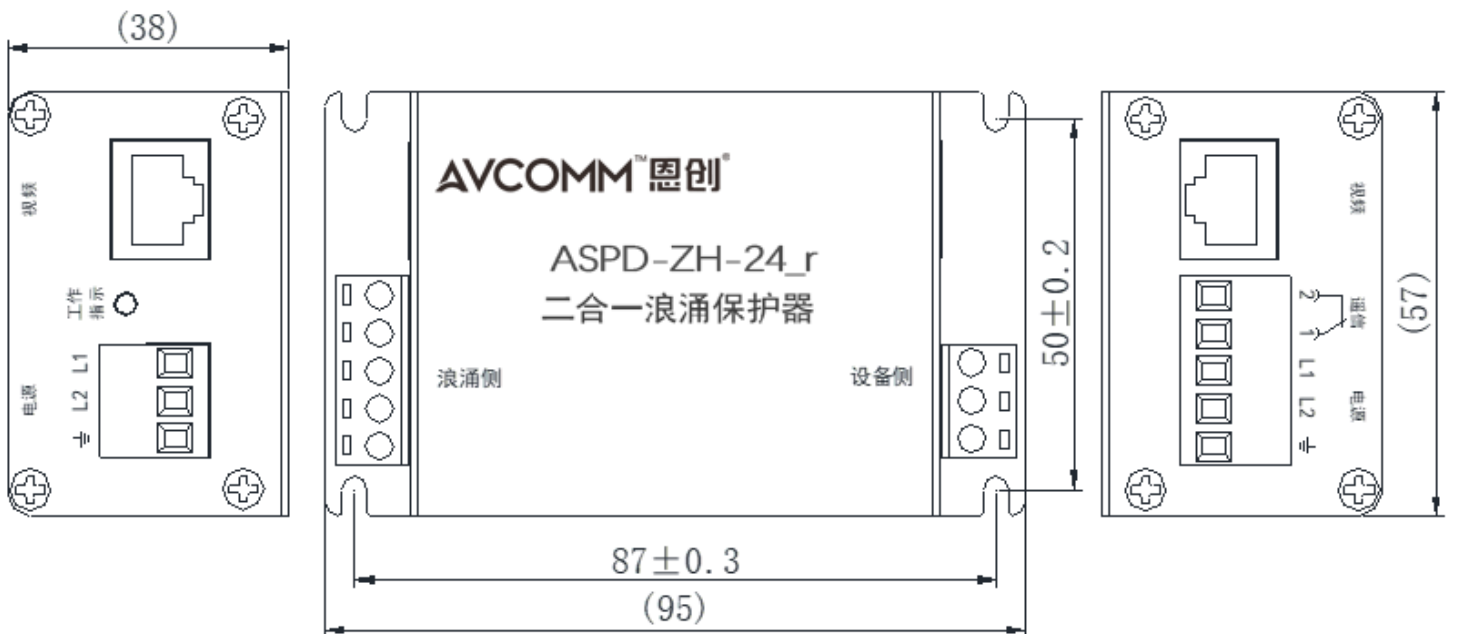 (38)
视频
工作
指示
L1
L2
电源
AVCOMM™恩创®
ASPD-ZH-24_r
二合一浪涌保护器
浪涌侧
设备侧
87±0.3
(95)
50±0.2
视频
2
1
遥信
L1
L2
电源
(57)